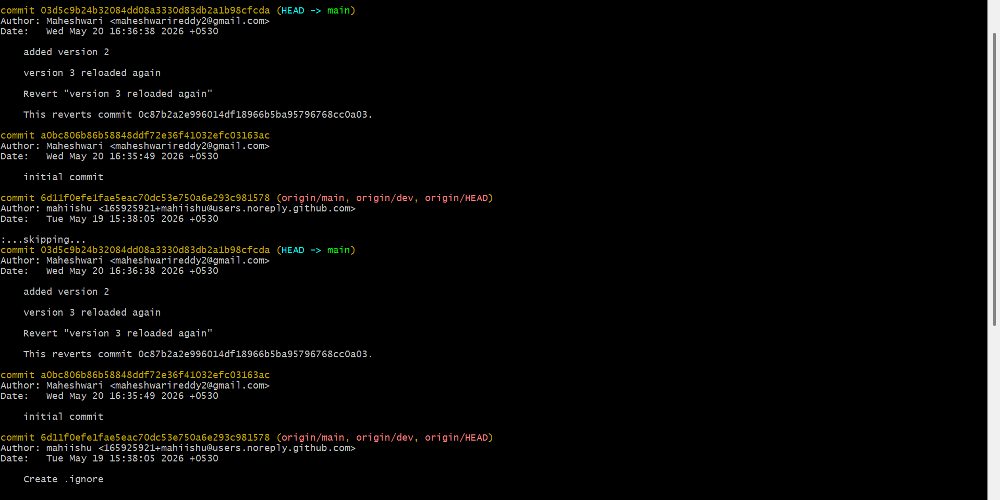 commit 03d5c9b24b32084dd08a3330d83db2a1b98cfcda (HEAD -> main)
Author: Maheshwari <maheshwarireddy2@gmail.com>
Date:   Wed May 20 16:36:38 2026 +0530
    added version 2
    version 3 reloaded again
    Revert "version 3 reloaded again"
    This reverts commit 0c87b2a2e996014df18966b5ba95796768cc0a03.
commit a0bc806b86b58848ddf72e36f41032efc03163ac
Author: Maheshwari <maheshwarireddy2@gmail.com>
Date:   Wed May 20 16:35:49 2026 +0530
    initial commit
commit 6d11f0efe1fae5eac70dc53e750a6e293c981578 (origin/main, origin/dev, origin/HEAD)
Author: mahiishu <165925921+mahiishu@users.noreply.github.com>
Date:   Tue May 19 15:38:05 2026 +0530
:...skipping...
commit 03d5c9b24b32084dd08a3330d83db2a1b98cfcda (HEAD -> main)
Author: Maheshwari <maheshwarireddy2@gmail.com>
Date:   Wed May 20 16:36:38 2026 +0530
    added version 2
    version 3 reloaded again
    Revert "version 3 reloaded again"
    This reverts commit 0c87b2a2e996014df18966b5ba95796768cc0a03.
commit a0bc806b86b58848ddf72e36f41032efc03163ac
Author: Maheshwari <maheshwarireddy2@gmail.com>
Date:   Wed May 20 16:35:49 2026 +0530
    initial commit
commit 6d11f0efe1fae5eac70dc53e750a6e293c981578 (origin/main, origin/dev, origin/HEAD)
Author: mahiishu <165925921+mahiishu@users.noreply.github.com>
Date:   Tue May 19 15:38:05 2026 +0530
    Create .ignore